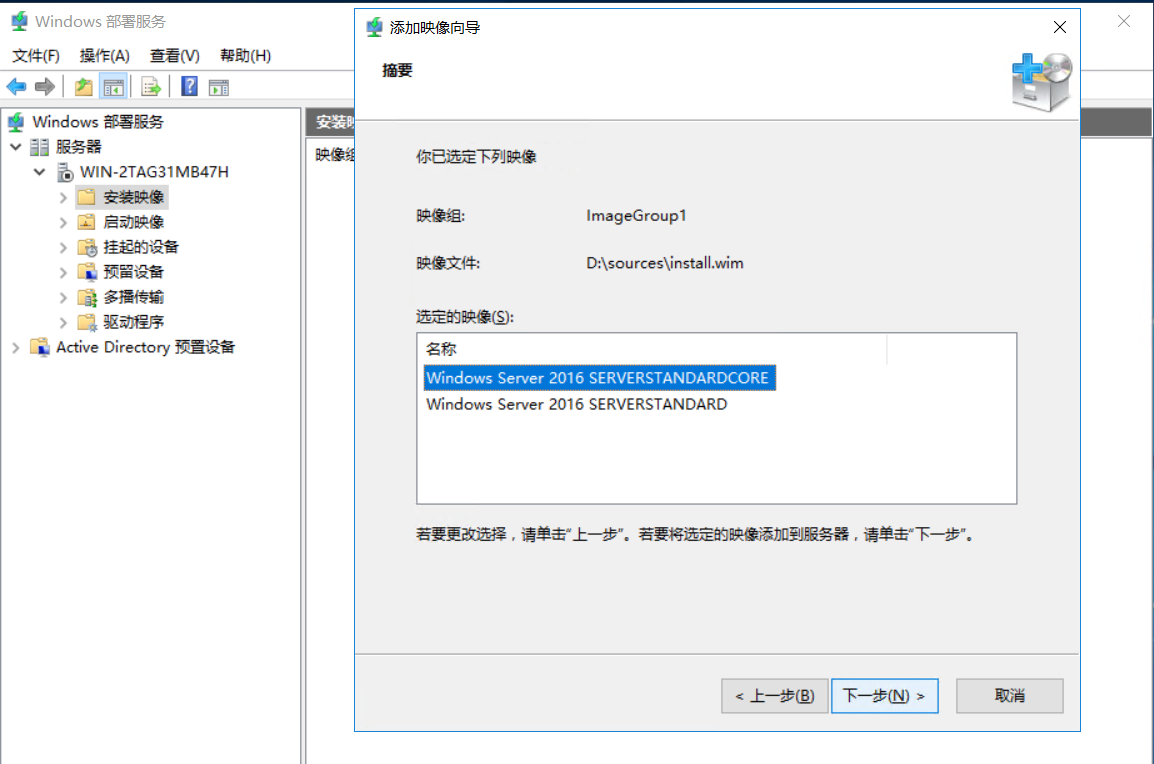 Windows 部署服务
文件(F) 操作(A) 查看(V) 帮助(H)
Windows 部署服务
服务器
WIN-2TAG31MB47H
安装映像
启动映像
挂起的设备
预留设备
多播传输
驱动程序
Active Directory 预置设备
安装映
映像组
添加映像向导
摘要
你已选定下列映像
映像组: ImageGroup1
映像文件: D:\sources\install.wim
选定的映像(S):
名称
Windows Server 2016 SERVERSTANDARDCORE
Windows Server 2016 SERVERSTANDARD
若要更改选择，请单击“上一步”。若要将选定的映像添加到服务器，请单击“下一步”。
< 上一步(B) 下一步(N) > 取消